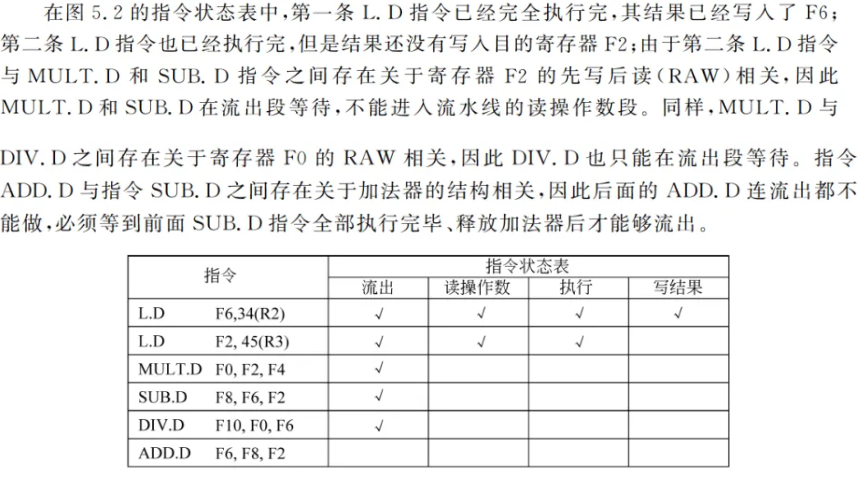 在图 5.2 的指令状态表中,第一条 L.D 指令已经完全执行完,其结果已经写入了 F6;
第二条 L.D 指令也已经执行完,但是结果还没有写入目的寄存器 F2;由于第二条 L.D 指令
与 MULT.D 和 SUB.D 指令之间存在关于寄存器 F2 的先写后读(RAW)相关,因此
MULT.D 和 SUB.D 在流出段等待,不能进入流水线的读操作数段。同样,MULT.D 与
DIV.D 之间存在关于寄存器 F0 的 RAW 相关,因此 DIV.D 也只能在流出段等待。指令
ADD.D 与指令 SUB.D 之间存在关于加法器的结构相关,因此后面的 ADD.D 连流出都不
能做,必须等到前面 SUB.D 指令全部执行完毕、释放加法器后才能够流出。
指令 指令状态表
流出 读操作数 执行 写结果
L.D F6,34(R2) √ √ √ √
L.D F2, 45(R3) √ √ √
MULT.D F0, F2, F4 √
SUB.D F8, F6, F2 √
DIV.D F10, F0, F6 √
ADD.D F6, F8, F2